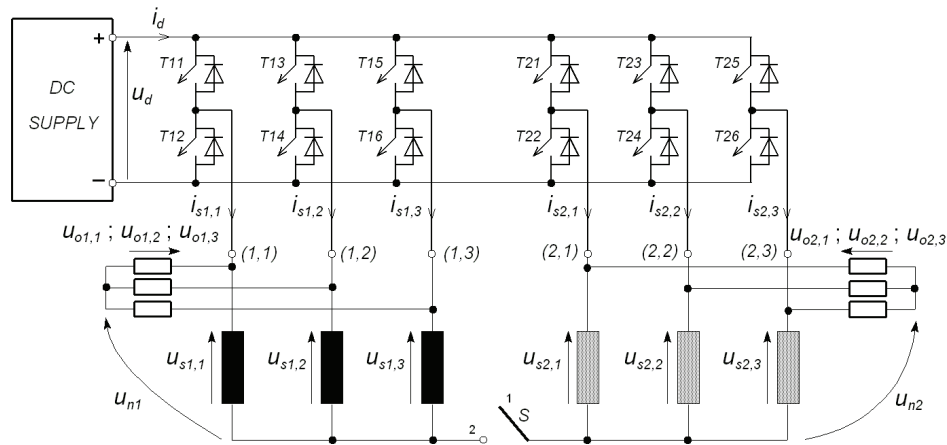 i_d
+
DC
SUPPLY
−
u_d
T11 T13 T15 T21 T23 T25
T12 T14 T16 T22 T24 T26
i_s1,1 i_s1,2 i_s1,3 i_s2,1 i_s2,2 i_s2,3
u_o1,1 ; u_o1,2 ; u_o1,3
(1,1) (1,2) (1,3) (2,1) (2,2) (2,3)
u_o2,1 ; u_o2,2 ; u_o2,3
u_s1,1 u_s1,2 u_s1,3 u_s2,1 u_s2,2 u_s2,3
u_n1
2
1
S
u_n2